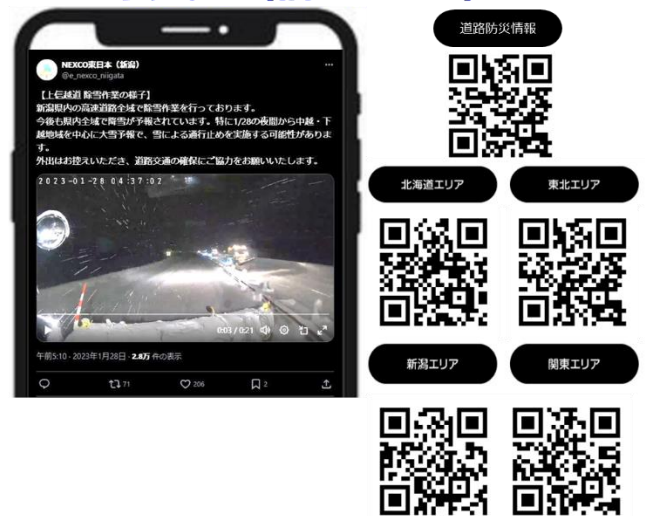 NEXCO東日本（新潟）
@e_nexco_niigata
【上信越道 除雪作業の様子】
新潟県内の高速道路全域で除雪作業を行っております。
今後も県内全域で降雪が予報されています。特に1/28の夜間から中越・下
越地域を中心に大雪予報で、雪による通行止めを実施する可能性がありま
す。
外出はお控えいただき、道路交通の確保にご協力をお願いいたします。
2023-01-28 04:37:02
0:03 / 0:21
午前5:10 · 2023年1月28日 · 2.8万 件の表示
71
206
2
道路防災情報
北海道エリア
東北エリア
新潟エリア
関東エリア